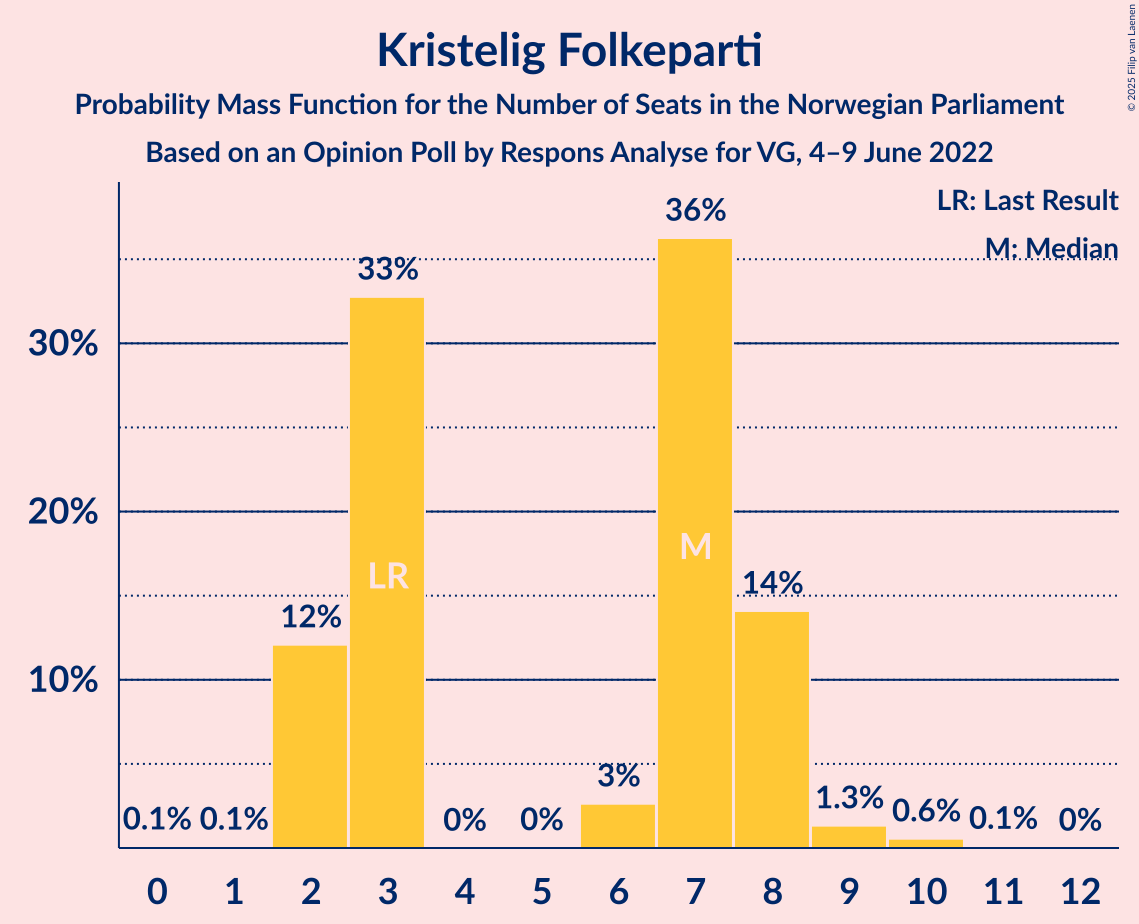 © 2025 Filip van Laenen
Kristelig Folkeparti
Probability Mass Function for the Number of Seats in the Norwegian Parliament
Based on an Opinion Poll by Respons Analyse for VG, 4–9 June 2022
LR: Last Result
M: Median
36%
33%
30%
20%
M
LR
14%
12%
10%
3%
1.3%
0.6%
0.1% 0.1% 0% 0% 0.1% 0%
0 1 2 3 4 5 6 7 8 9 10 11 12